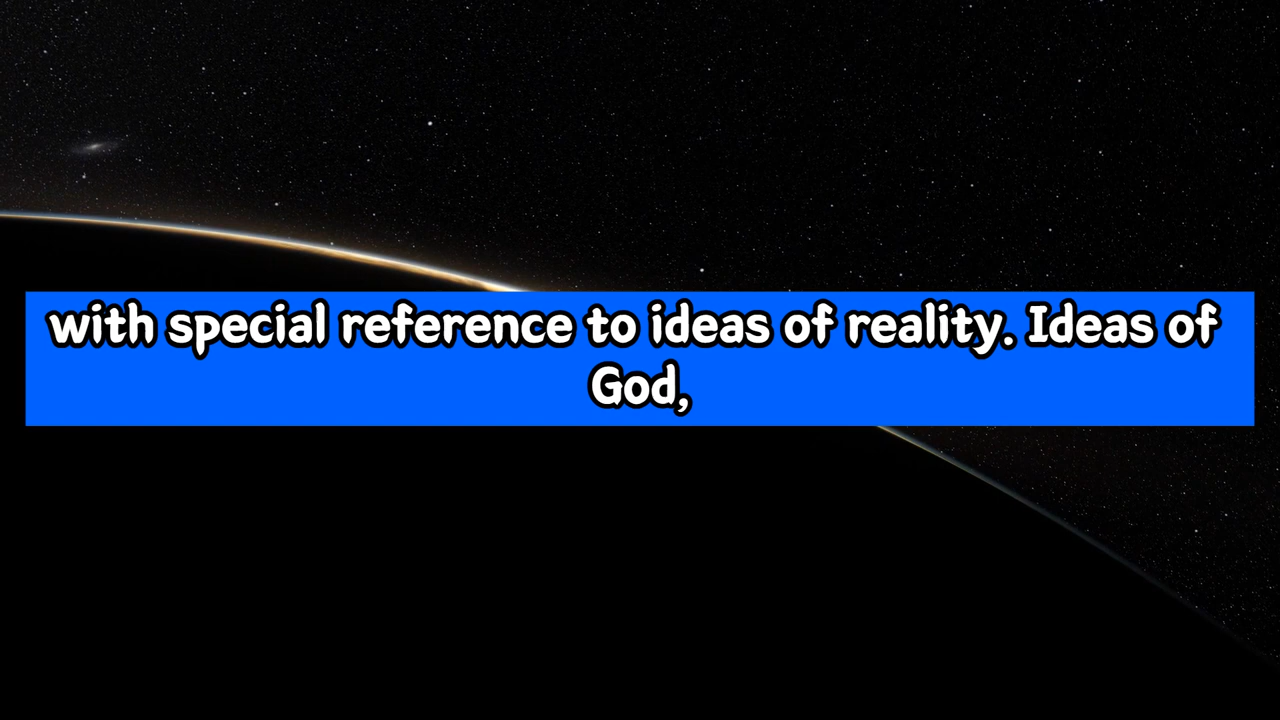 with special reference to ideas of reality. Ideas of
God,